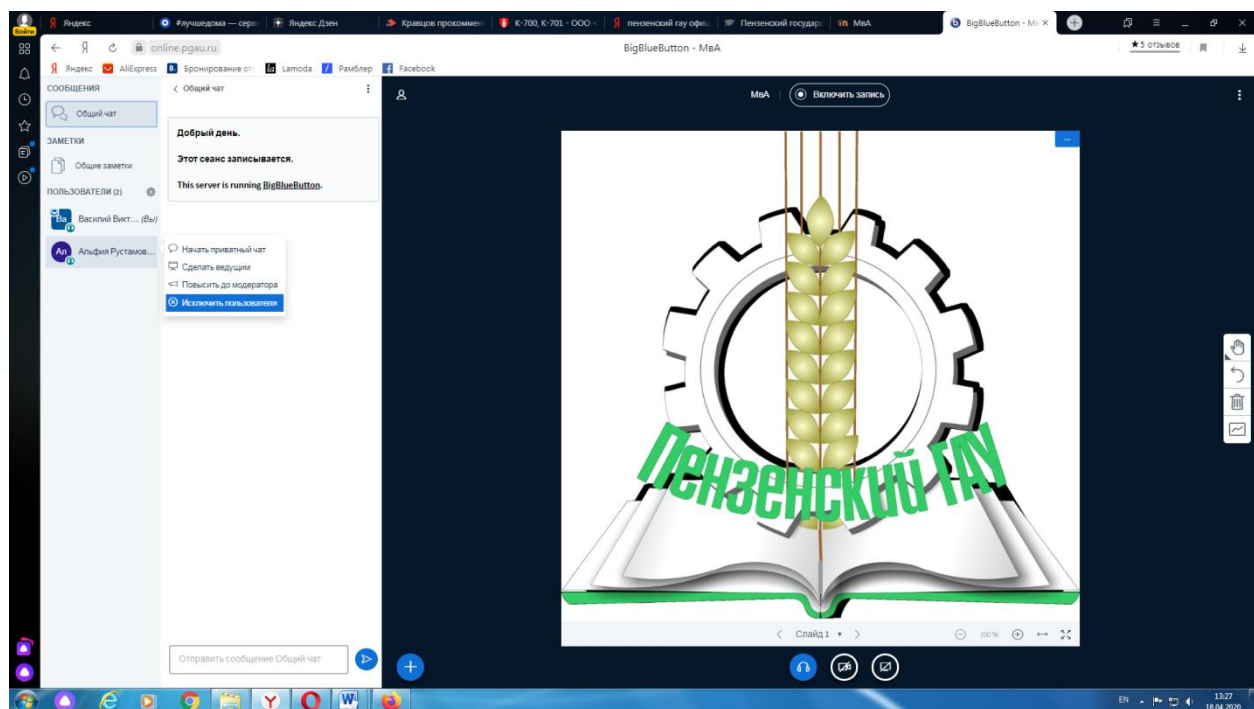 Войти
Яндекс
#лучшедома — серв
Яндекс Дзен
Кравцов прокоммен
К-700, К-701 - ООО «
пензенский гау офиц
Пензенский государс
МвА
BigBlueButton - Мв
online.pgau.ru
BigBlueButton - МвА
★5 отзывов
Яндекс
AliExpress
Бронирование от
Lamoda
Рамблер
Facebook
СООБЩЕНИЯ
Общий чат
ЗАМЕТКИ
Общие заметки
ПОЛЬЗОВАТЕЛИ (2)
Ва
Василий Викт... (Вы)
Ал
Альфия Рустамов...
Общий чат
Добрый день.
Этот сеанс записывается.
This server is running BigBlueButton.
Начать приватный чат
Сделать ведущим
Повысить до модератора
Исключить пользователя
Отправить сообщение Общий чат
МвА
Включить запись
Пензенский ГАУ
Слайд 1
100 %
EN
13:27
18.04.2020